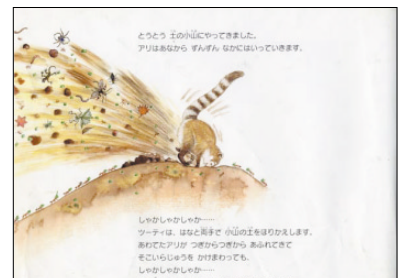 とうとう 土の小山にやってきました。
アリはあなから ずんずん なかにはいっていきます。
しゃかしゃかしゃか……
ツーティは、はなと両手で 小山の土をほりかえします。
あわてたアリが つぎからつぎから あふれでてきて
そこいらじゅうを かけまわっても、
しゃかしゃかしゃか……